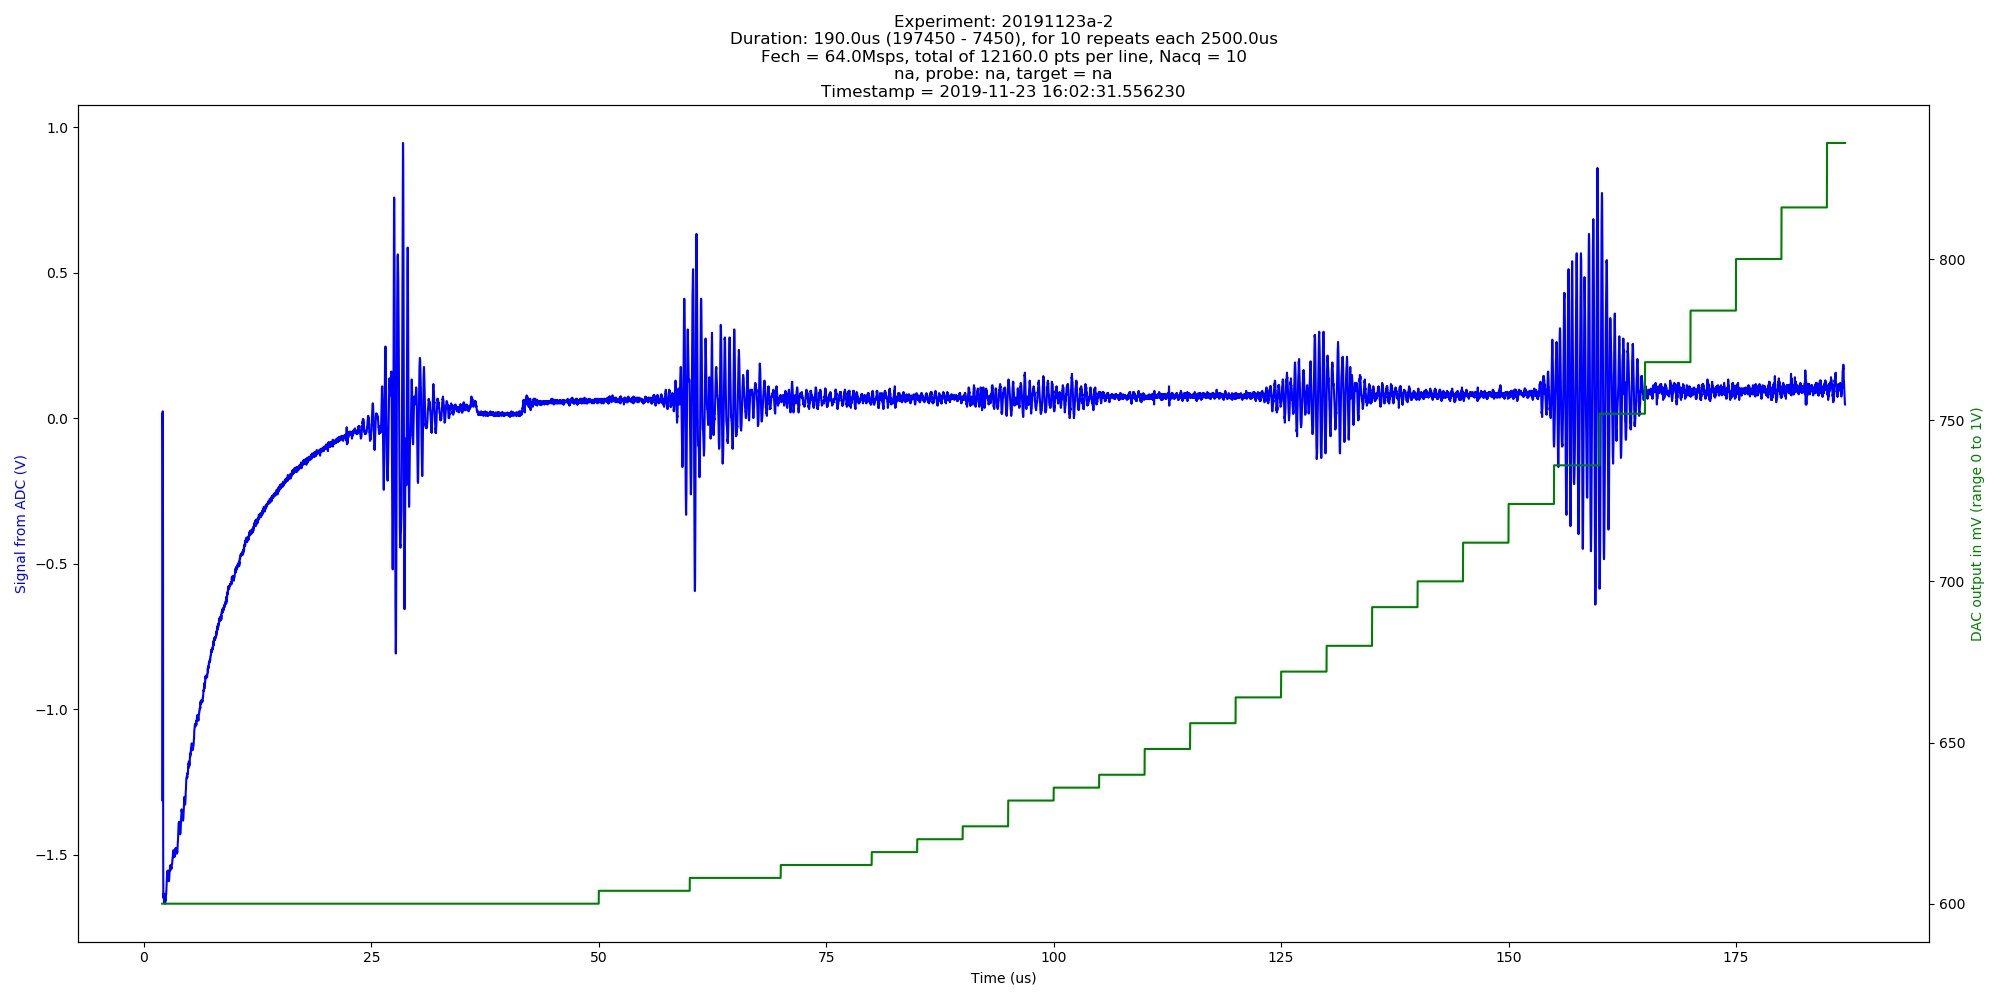 Experiment: 20191123a-2
Duration: 190.0us (197450 - 7450), for 10 repeats each 2500.0us
Fech = 64.0Msps, total of 12160.0 pts per line, Nacq = 10
na, probe: na, target = na
Timestamp = 2019-11-23 16:02:31.556230
1.0
0.5
0.0
−0.5
−1.0
−1.5
Signal from ADC (V)
800
750
700
650
600
DAC output in mV (range 0 to 1V)
0 25 50 75 100 125 150 175
Time (us)